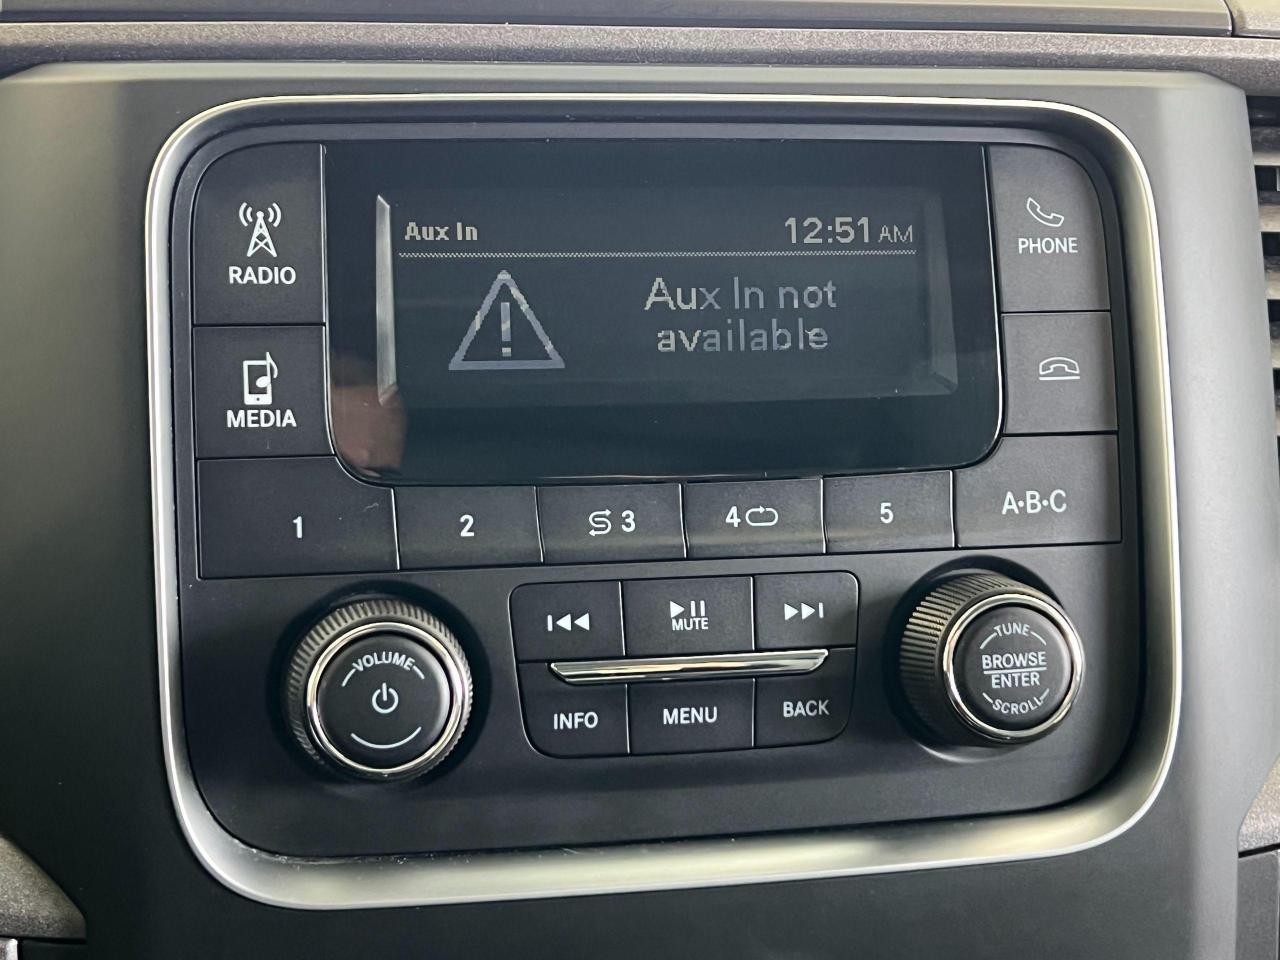 Aux In
12:51 AM
Aux In not
available
RADIO
MEDIA
PHONE
1
2
3
4
5
A·B·C
VOLUME
MUTE
INFO
MENU
BACK
TUNE
BROWSE
ENTER
SCROLL